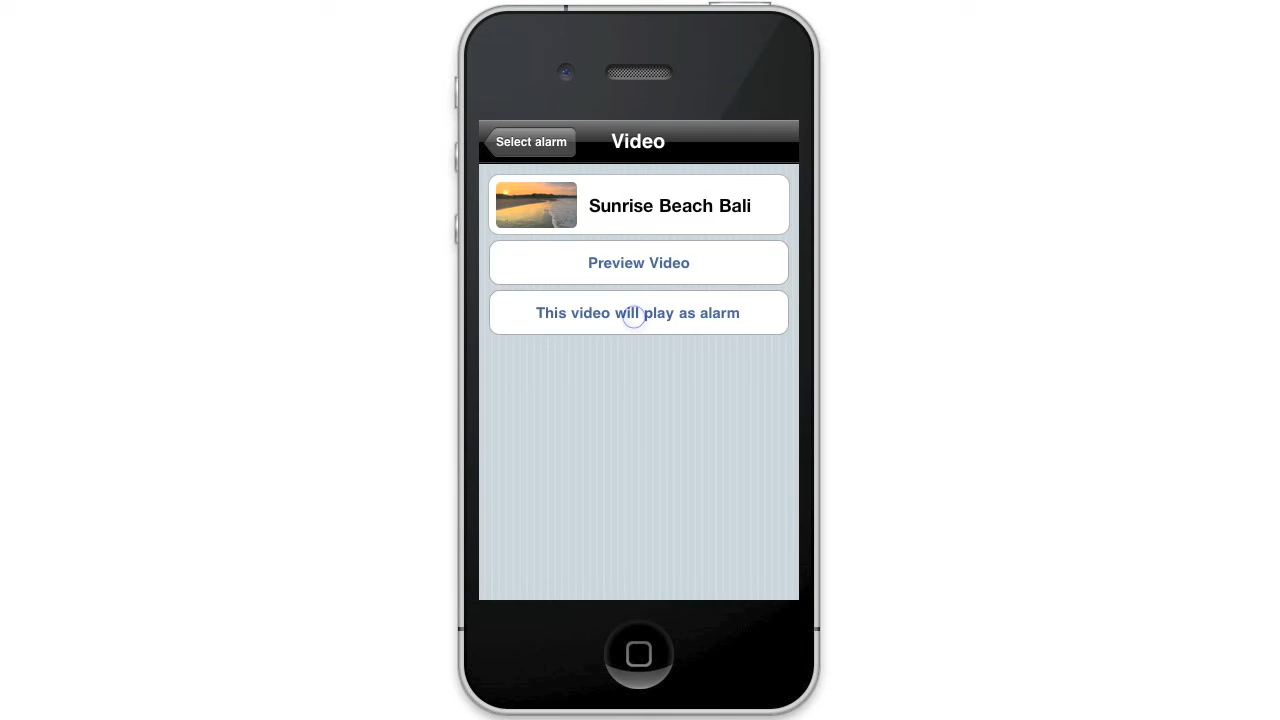 Select alarm
Video
Sunrise Beach Bali
Preview Video
This video will play as alarm